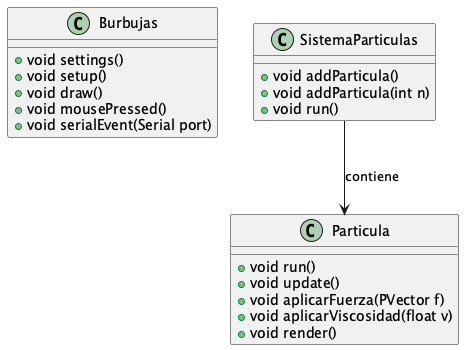 C Burbujas
void settings()
void setup()
void draw()
void mousePressed()
void serialEvent(Serial port)
C SistemaParticulas
void addParticula()
void addParticula(int n)
void run()
contiene
C Particula
void run()
void update()
void aplicarFuerza(PVector f)
void aplicarViscosidad(float v)
void render()